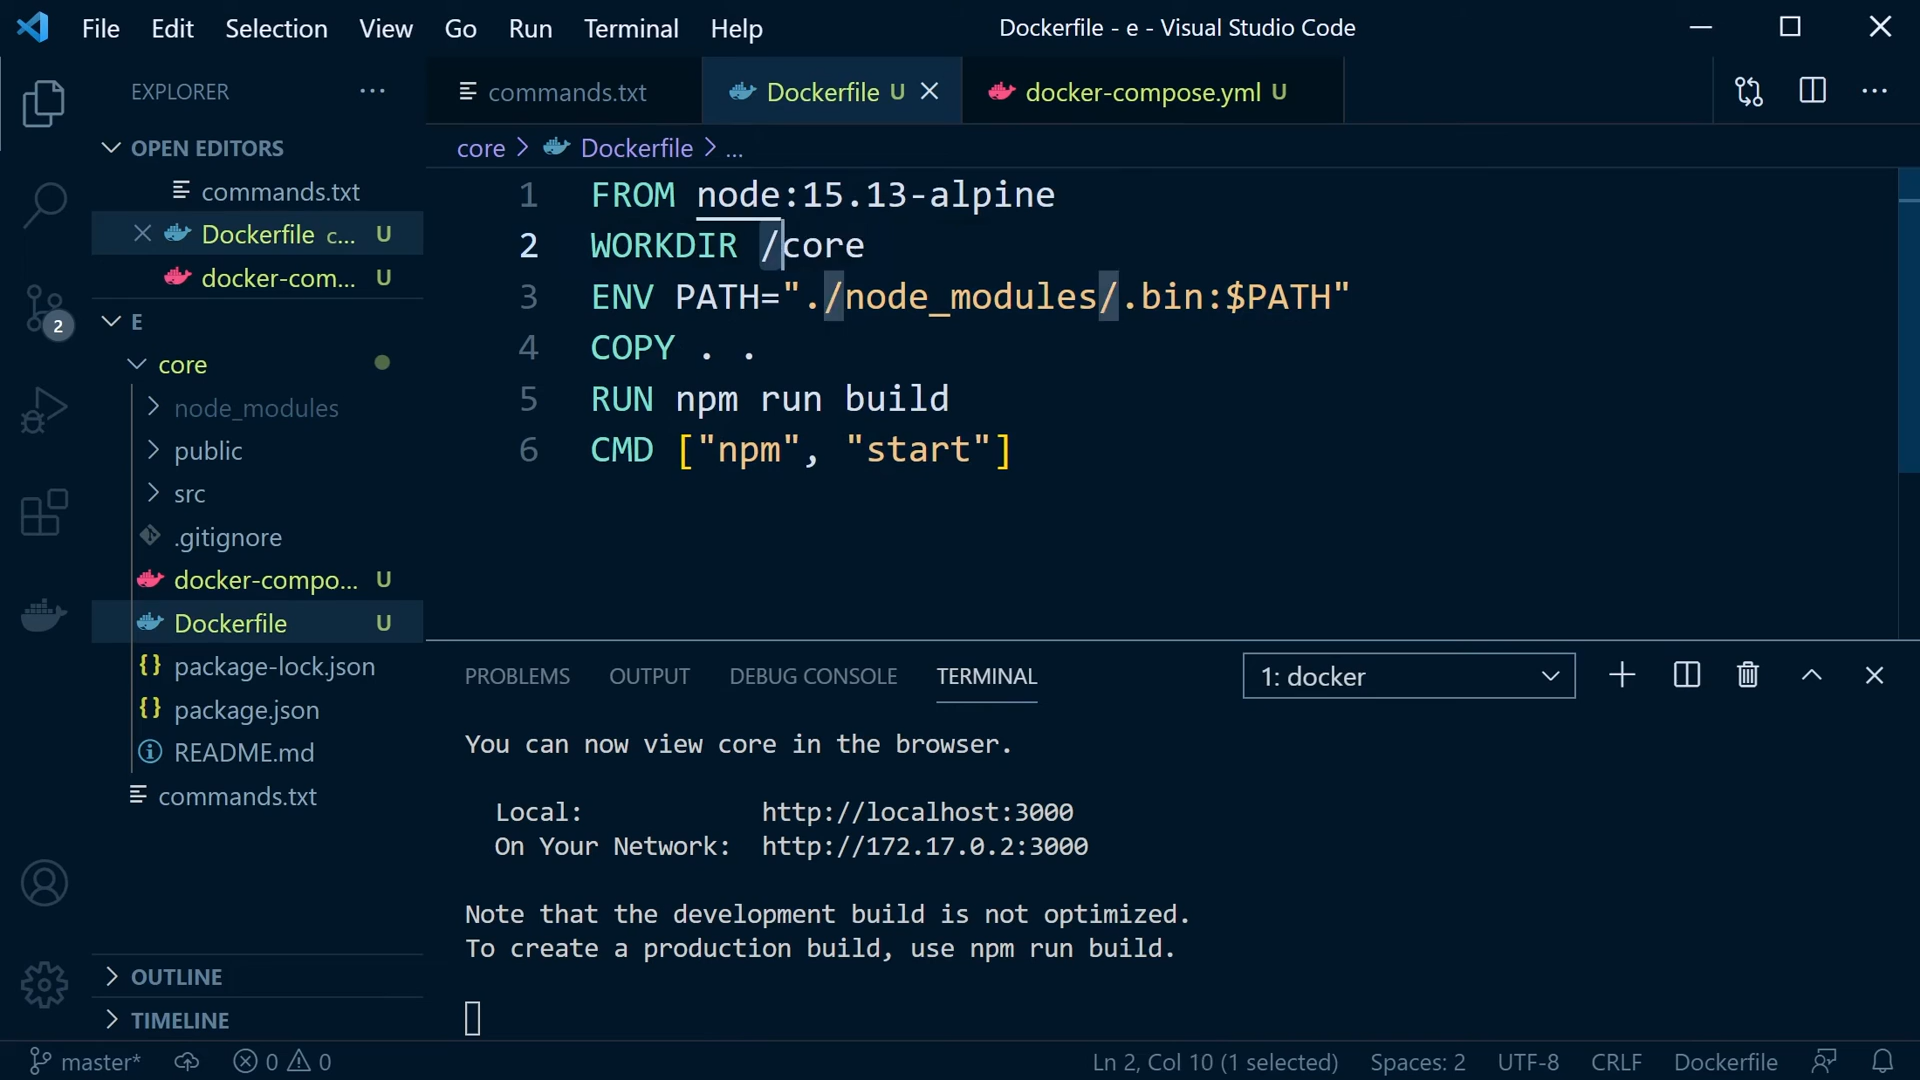 File Edit Selection View Go Run Terminal Help Dockerfile - e - Visual Studio Code
EXPLORER ...
commands.txt Dockerfile U docker-compose.yml U ...
OPEN EDITORS
commands.txt
Dockerfile c... U
docker-com... U
E
core
node_modules
public
src
.gitignore
docker-compo... U
Dockerfile U
package-lock.json
package.json
README.md
commands.txt
OUTLINE
TIMELINE
2
core > Dockerfile > ...
1 FROM node:15.13-alpine
2 WORKDIR /core
3 ENV PATH="./node_modules/.bin:$PATH"
4 COPY . .
5 RUN npm run build
6 CMD ["npm", "start"]
PROBLEMS OUTPUT DEBUG CONSOLE TERMINAL 1: docker
You can now view core in the browser.
Local: http://localhost:3000
On Your Network: http://172.17.0.2:3000
Note that the development build is not optimized.
To create a production build, use npm run build.
master* 0 0 Ln 2, Col 10 (1 selected) Spaces: 2 UTF-8 CRLF Dockerfile